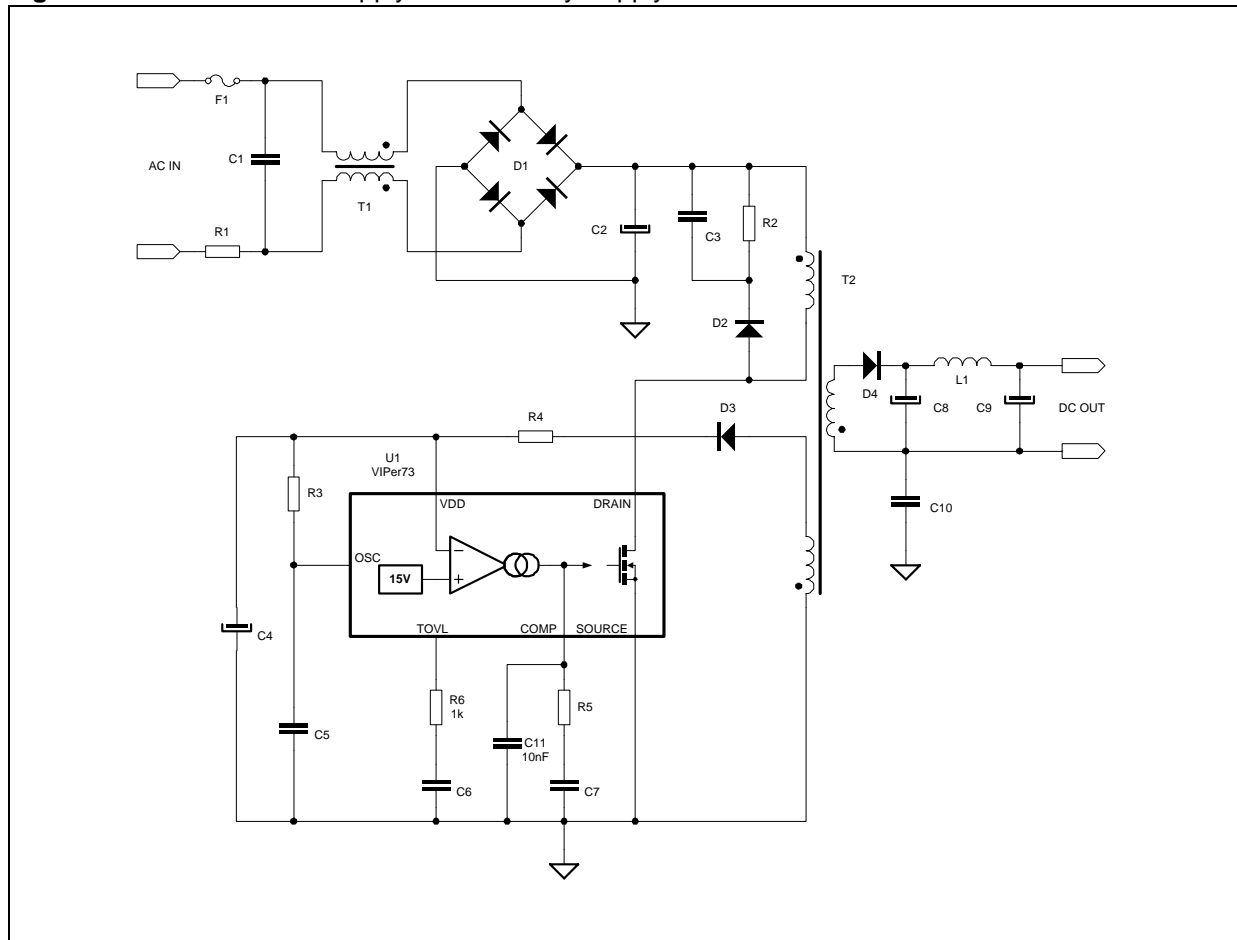 F1
AC IN
C1
T1
R1
D1
C2
C3
R2
D2
T2
D4
C8
L1
C9
DC OUT
C10
D3
R4
U1
VIPer73
R3
VDD
DRAIN
OSC
15V
−
+
TOVL
COMP
SOURCE
C4
C5
R6
1k
C6
C11
10nF
R5
C7